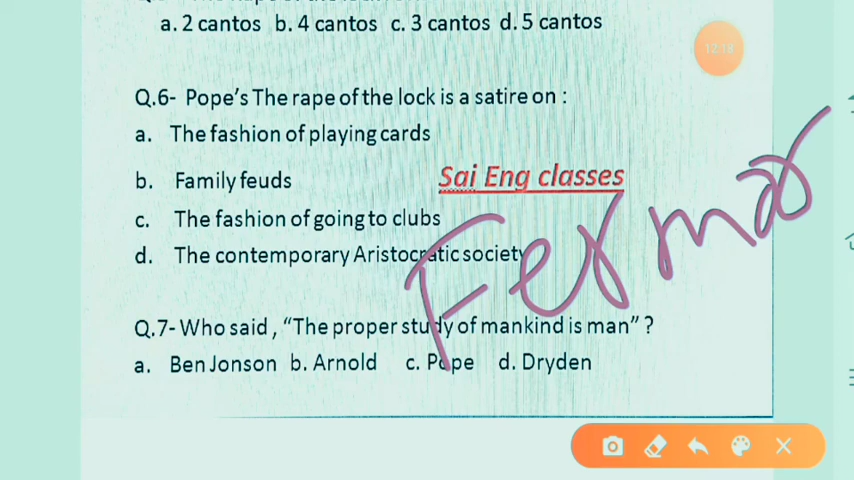 a. 2 cantos b. 4 cantos c. 3 cantos d. 5 cantos
12:18
Q.6- Pope's The rape of the lock is a satire on :
a. The fashion of playing cards
b. Family feuds
Sai Eng classes
c. The fashion of going to clubs
d. The contemporary Aristocratic society
Q.7- Who said , “The proper study of mankind is man” ?
a. Ben Jonson b. Arnold c. Pope d. Dryden